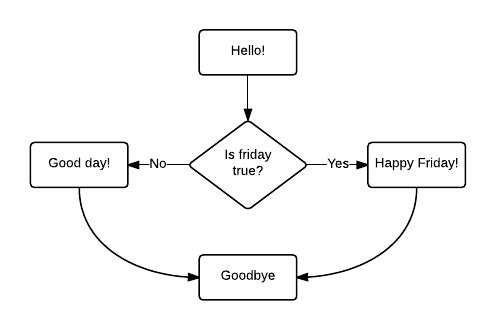 Hello!
Is friday
true?
Good day!
No
Yes
Happy Friday!
Goodbye